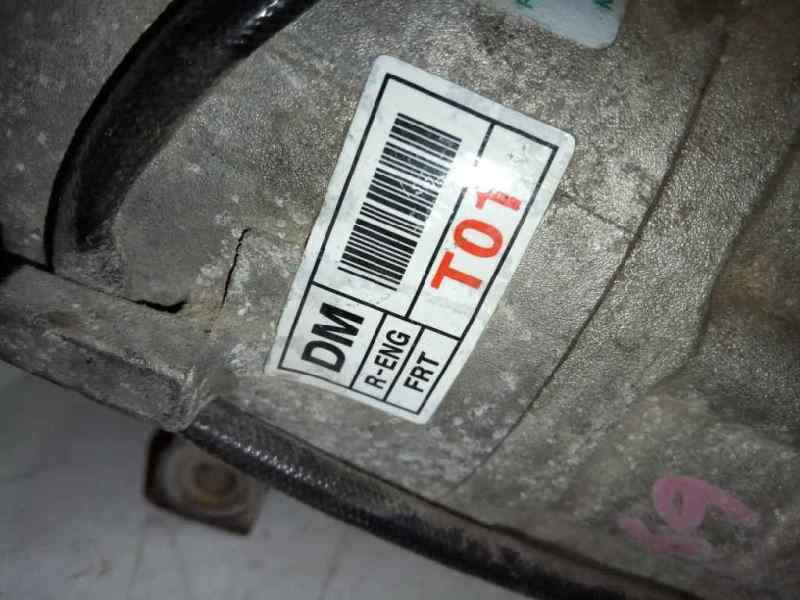 T01
DM
R-ENG
FRT